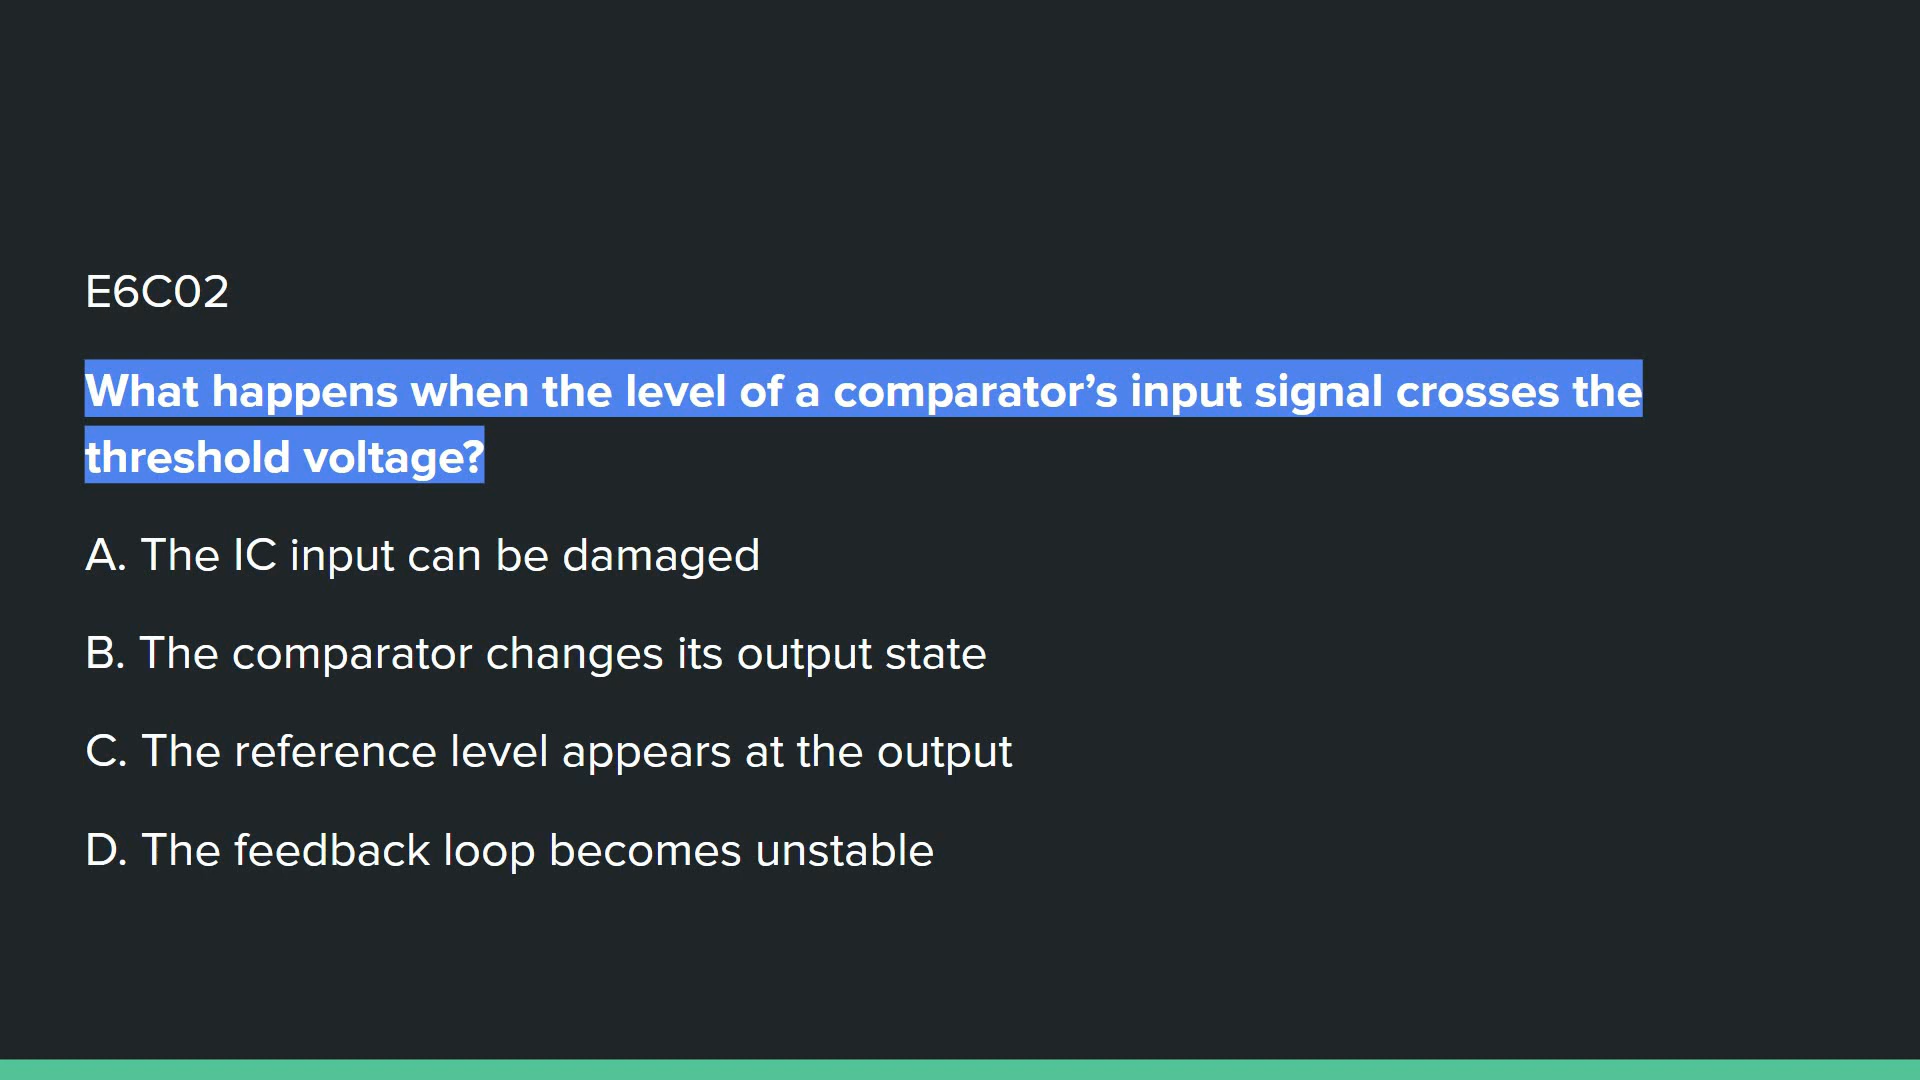 E6C02
What happens when the level of a comparator’s input signal crosses the
threshold voltage?
A. The IC input can be damaged
B. The comparator changes its output state
C. The reference level appears at the output
D. The feedback loop becomes unstable